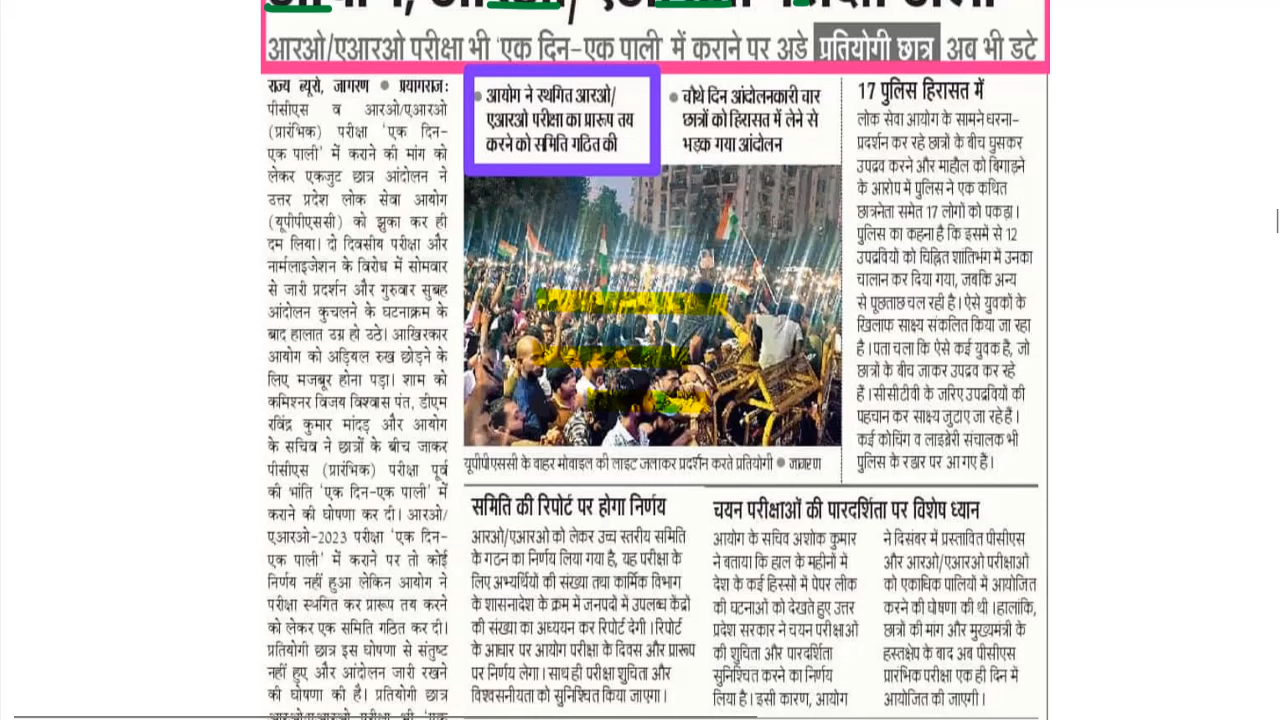 आरओ/एआरओ परीक्षा भी 'एक दिन-एक पाली' में कराने पर अडे प्रतियोगी छात्र अब भी डटे
राज्य ब्यूरो, जागरण ● प्रयागराज:
पीसीएस व आरओ/एआरओ
(प्रारंभिक) परीक्षा 'एक दिन-
एक पाली' में कराने की मांग को
लेकर एकजुट छात्र आंदोलन ने
उत्तर प्रदेश लोक सेवा आयोग
(यूपीपीएससी) को झुका कर ही
दम लिया। दो दिवसीय परीक्षा और
नार्मलाइजेशन के विरोध में सोमवार
से जारी प्रदर्शन और गुरुवार सुबह
आंदोलन कुचलने के घटनाक्रम के
बाद हालात उग्र हो उठे। आखिरकार
आयोग को अड़ियल रुख छोड़ने के
लिए मजबूर होना पड़ा। शाम को
कमिश्नर विजय विश्वास पंत, डीएम
रविंद्र कुमार मांदड़ और आयोग
के सचिव ने छात्रों के बीच जाकर
पीसीएस (प्रारंभिक) परीक्षा पूर्व
की भांति 'एक दिन-एक पाली' में
कराने की घोषणा कर दी। आरओ/
एआरओ-2023 परीक्षा 'एक दिन-
एक पाली' में कराने पर तो कोई
निर्णय नहीं हुआ लेकिन आयोग ने
परीक्षा स्थगित कर प्रारूप तय करने
को लेकर एक समिति गठित कर दी।
प्रतियोगी छात्र इस घोषणा से संतुष्ट
नहीं हुए और आंदोलन जारी रखने
की घोषणा की है। प्रतियोगी छात्र
● आयोग ने स्थगित आरओ/
एआरओ परीक्षा का प्रारूप तय
करने को समिति गठित की
● चौथे दिन आंदोलनकारी चार
छात्रों को हिरासत में लेने से
भड़क गया आंदोलन
यूपीपीएससी के बाहर मोबाइल की लाइट जलाकर प्रदर्शन करते प्रतियोगी ● जागरण
17 पुलिस हिरासत में
लोक सेवा आयोग के सामने धरना-
प्रदर्शन कर रहे छात्रों के बीच घुसकर
उपद्रव करने और माहौल को बिगाड़ने
के आरोप में पुलिस ने एक कथित
छात्रनेता समेत 17 लोगों को पकड़ा।
पुलिस का कहना है कि इसमें से 12
उपद्रवियों को चिह्नित शांतिभंग में उनका
चालान कर दिया गया, जबकि अन्य
से पूछताछ चल रही है। ऐसे युवकों के
खिलाफ साक्ष्य संकलित किया जा रहा
है। पता चला कि ऐसे कई युवक है, जो
छात्रों के बीच जाकर उपद्रव कर रहे
हैं। सीसीटीवी के जरिए उपद्रवियों की
पहचान कर साक्ष्य जुटाए जा रहे हैं।
कई कोचिंग व लाइब्रेरी संचालक भी
पुलिस के रडार पर आ गए हैं।
समिति की रिपोर्ट पर होगा निर्णय
आरओ/एआरओ को लेकर उच्च स्तरीय समिति
के गठन का निर्णय लिया गया है, यह परीक्षा के
लिए अभ्यर्थियों की संख्या तथा कार्मिक विभाग
के शासनादेश के क्रम में जनपदों में उपलब्ध केंद्रों
की संख्या का अध्ययन कर रिपोर्ट देगी। रिपोर्ट
के आधार पर आयोग परीक्षा के दिवस और प्रारूप
पर निर्णय लेगा। साथ ही परीक्षा शुचिता और
विश्वसनीयता को सुनिश्चित किया जाएगा।
चयन परीक्षाओं की पारदर्शिता पर विशेष ध्यान
आयोग के सचिव अशोक कुमार
ने बताया कि हाल के महीनों में
देश के कई हिस्सों में पेपर लीक
की घटनाओं को देखते हुए उत्तर
प्रदेश सरकार ने चयन परीक्षाओं
की शुचिता और पारदर्शिता
सुनिश्चित करने का निर्णय
लिया है। इसी कारण, आयोग
ने दिसंबर में प्रस्तावित पीसीएस
और आरओ/एआरओ परीक्षाओं
को एकाधिक पालियों में आयोजित
करने की घोषणा की थी। हालांकि,
छात्रों की मांग और मुख्यमंत्री के
हस्तक्षेप के बाद अब पीसीएस
प्रारंभिक परीक्षा एक ही दिन में
आयोजित की जाएगी।